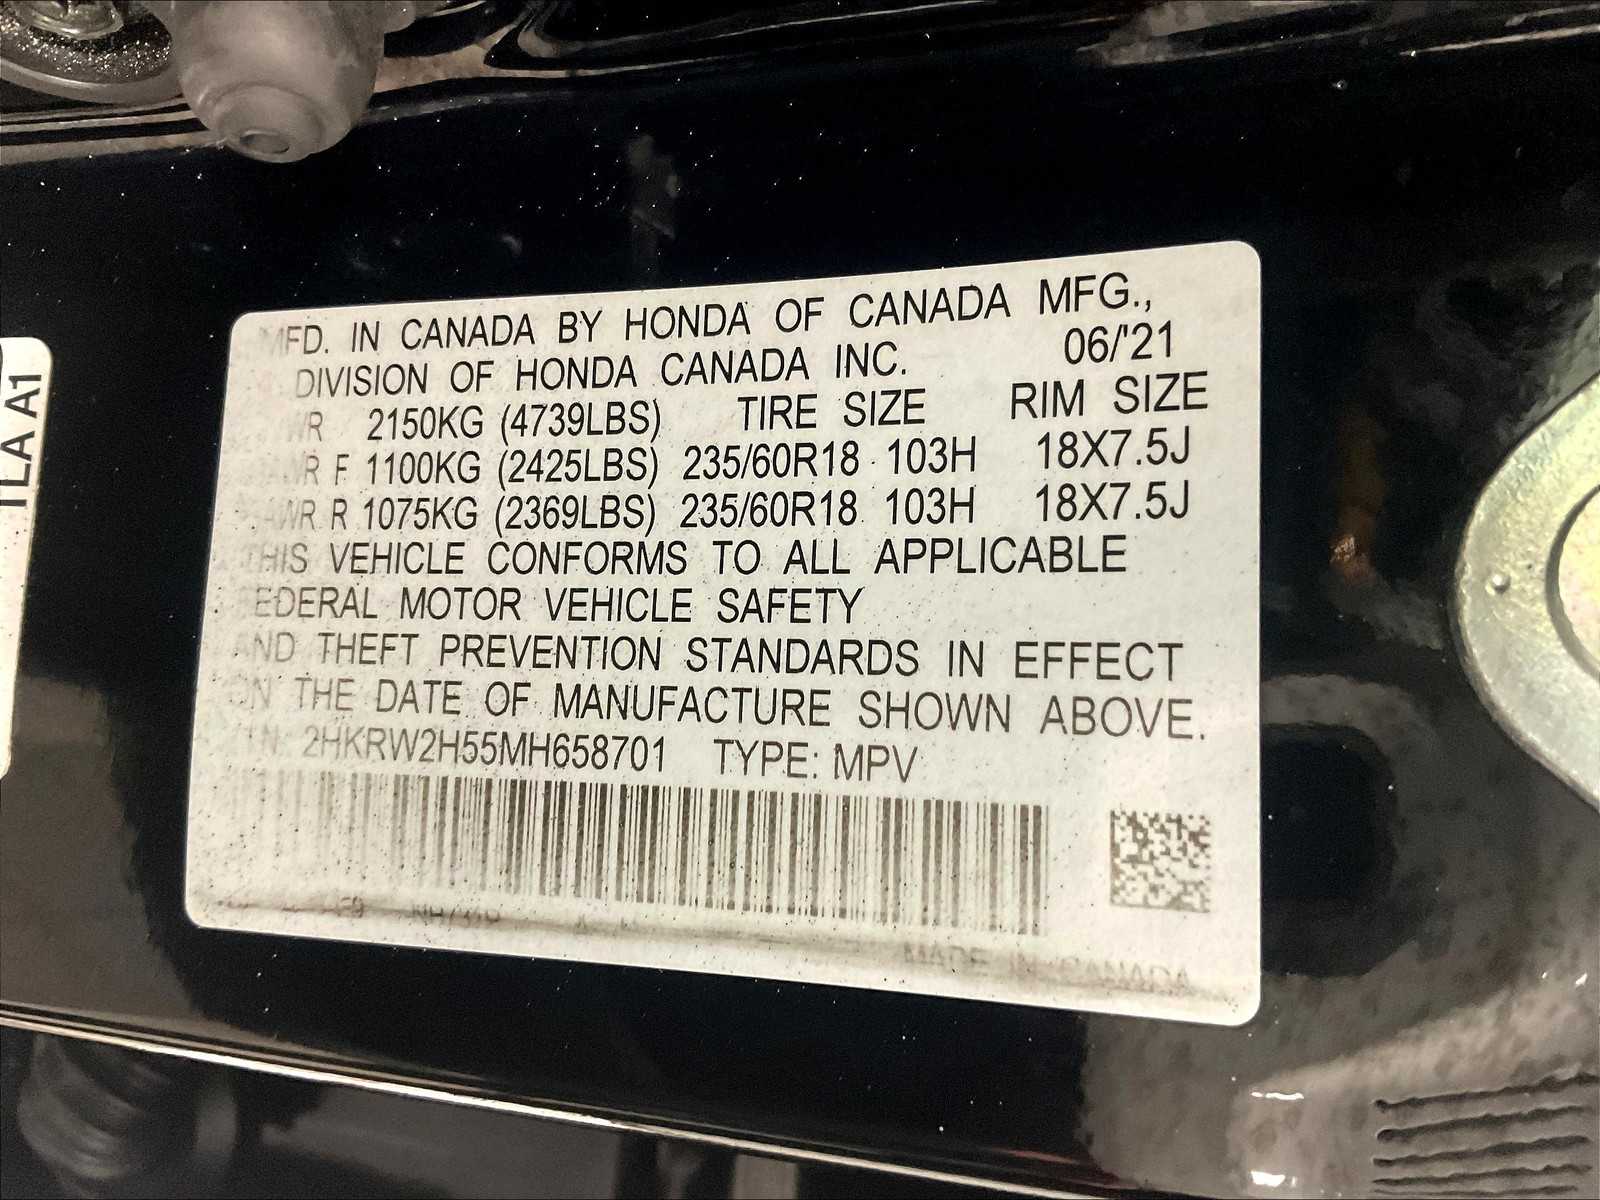 MFD. IN CANADA BY HONDA OF CANADA MFG.,
DIVISION OF HONDA CANADA INC. 06/'21
WR 2150KG (4739LBS) TIRE SIZE RIM SIZE
AWR F 1100KG (2425LBS) 235/60R18 103H 18X7.5J
AWR R 1075KG (2369LBS) 235/60R18 103H 18X7.5J
THIS VEHICLE CONFORMS TO ALL APPLICABLE
FEDERAL MOTOR VEHICLE SAFETY
AND THEFT PREVENTION STANDARDS IN EFFECT
ON THE DATE OF MANUFACTURE SHOWN ABOVE.
2HKRW2H55MH658701 TYPE: MPV
MADE IN CANADA
TLA A1